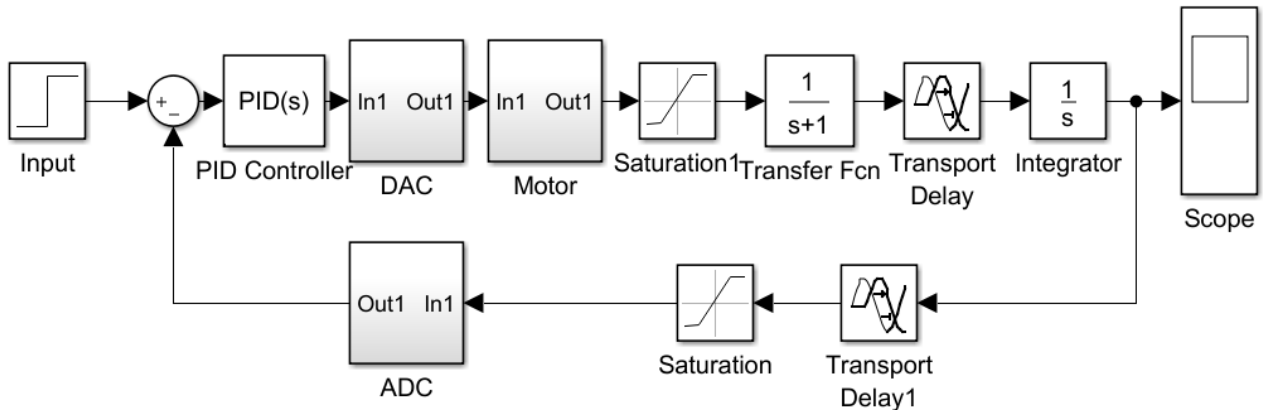 +
−
PID(s)
In1 Out1
In1 Out1
1
s+1
1
s
Input
PID Controller
DAC
Motor
Saturation1
Transfer Fcn
Transport
Delay
Integrator
Scope
Out1 In1
ADC
Saturation
Transport
Delay1